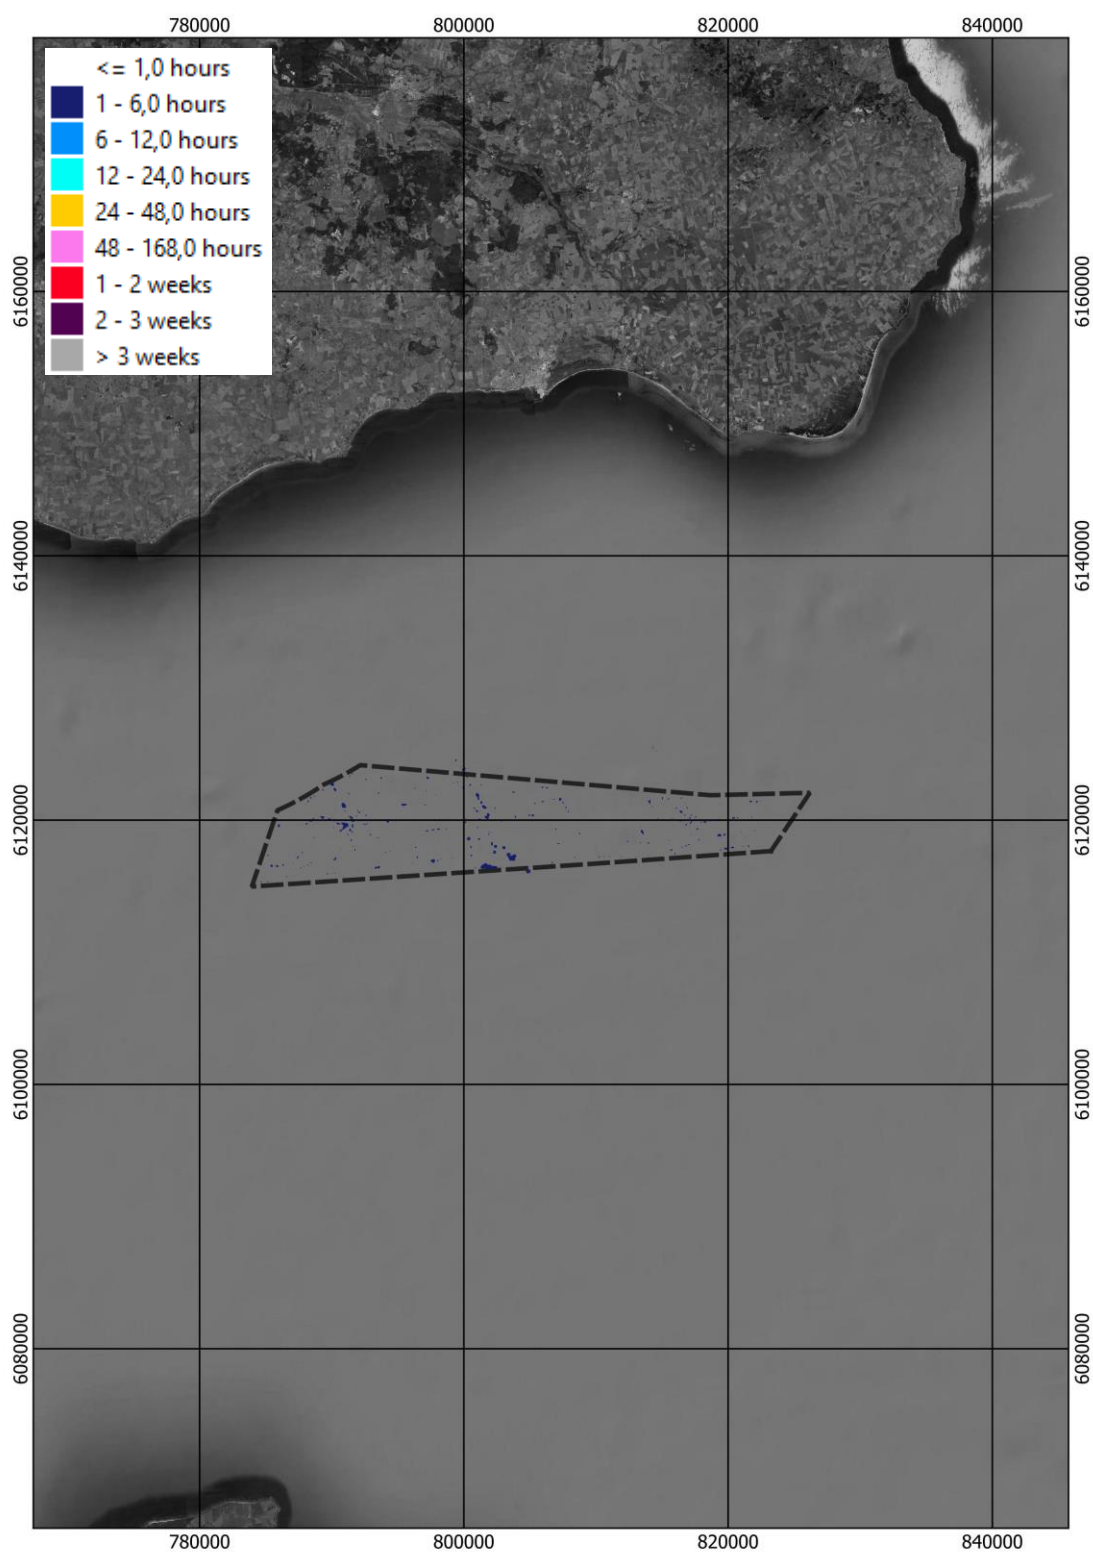 780000 800000 820000 840000
<= 1,0 hours
1 - 6,0 hours
6 - 12,0 hours
12 - 24,0 hours
24 - 48,0 hours
48 - 168,0 hours
1 - 2 weeks
2 - 3 weeks
> 3 weeks
6160000 6160000
6140000 6140000
6120000 6120000
6100000 6100000
6080000 6080000
780000 800000 820000 840000